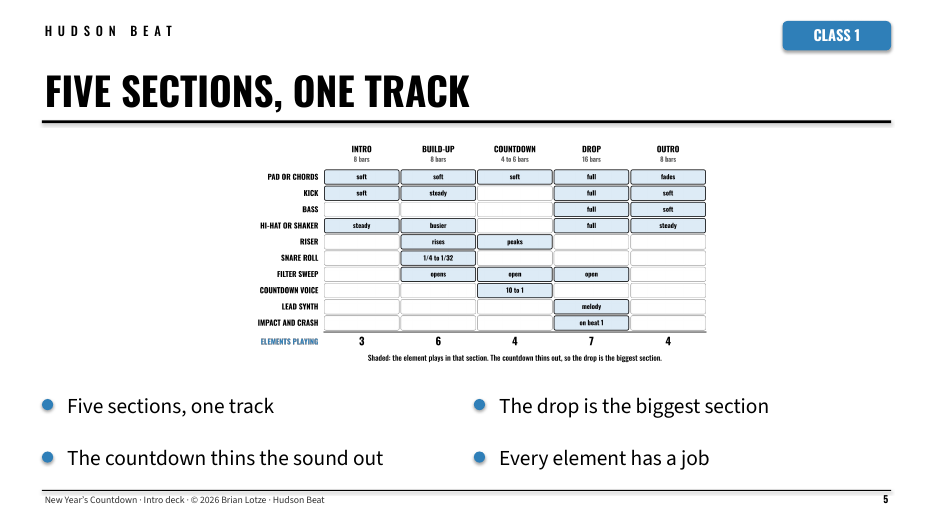 HUDSON BEAT
CLASS 1
FIVE SECTIONS, ONE TRACK
INTRO BUILD-UP COUNTDOWN DROP OUTRO
8 bars 8 bars 4 to 6 bars 16 bars 8 bars
PAD OR CHORDS soft soft soft full fades
KICK soft steady full soft
BASS full soft
HI-HAT OR SHAKER steady busier full steady
RISER rises peaks
SNARE ROLL 1/4 to 1/32
FILTER SWEEP opens open open
COUNTDOWN VOICE 10 to 1
LEAD SYNTH melody
IMPACT AND CRASH on beat 1
ELEMENTS PLAYING 3 6 4 7 4
Shaded: the element plays in that section. The countdown thins out, so the drop is the biggest section.
Five sections, one track
The drop is the biggest section
The countdown thins the sound out
Every element has a job
New Year's Countdown · Intro deck · © 2026 Brian Lotze · Hudson Beat
5